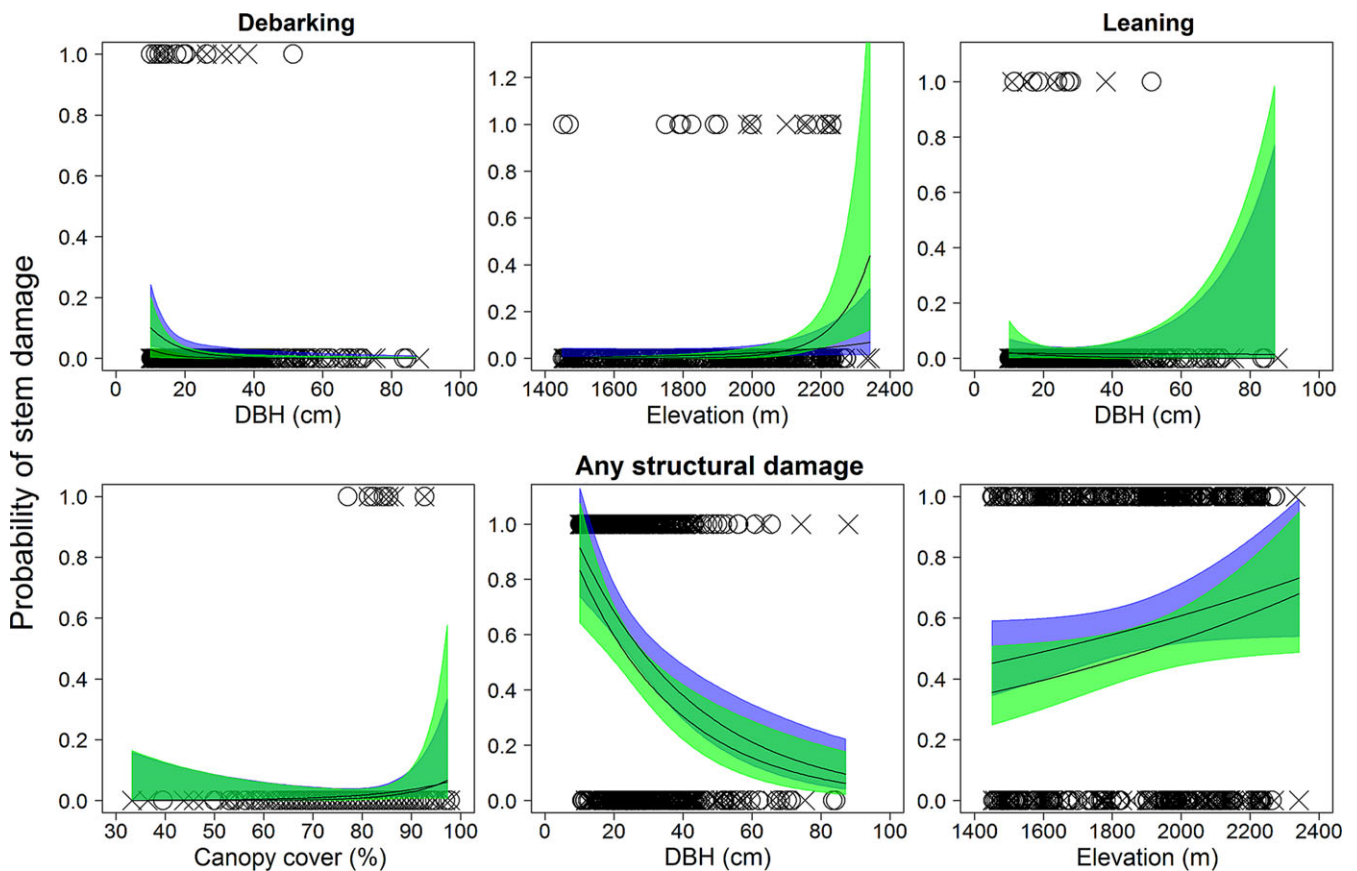 Debarking
Leaning
Probability of stem damage
1.0
0.8
0.6
0.4
0.2
0.0
0 20 40 60 80 100
DBH (cm)
1.2
1.0
0.8
0.6
0.4
0.2
0.0
1400 1600 1800 2000 2200 2400
Elevation (m)
1.0
0.8
0.6
0.4
0.2
0.0
0 20 40 60 80 100
DBH (cm)
Any structural damage
1.0
0.8
0.6
0.4
0.2
0.0
30 40 50 60 70 80 90 100
Canopy cover (%)
1.0
0.8
0.6
0.4
0.2
0.0
0 20 40 60 80 100
DBH (cm)
1.0
0.8
0.6
0.4
0.2
0.0
1400 1600 1800 2000 2200 2400
Elevation (m)